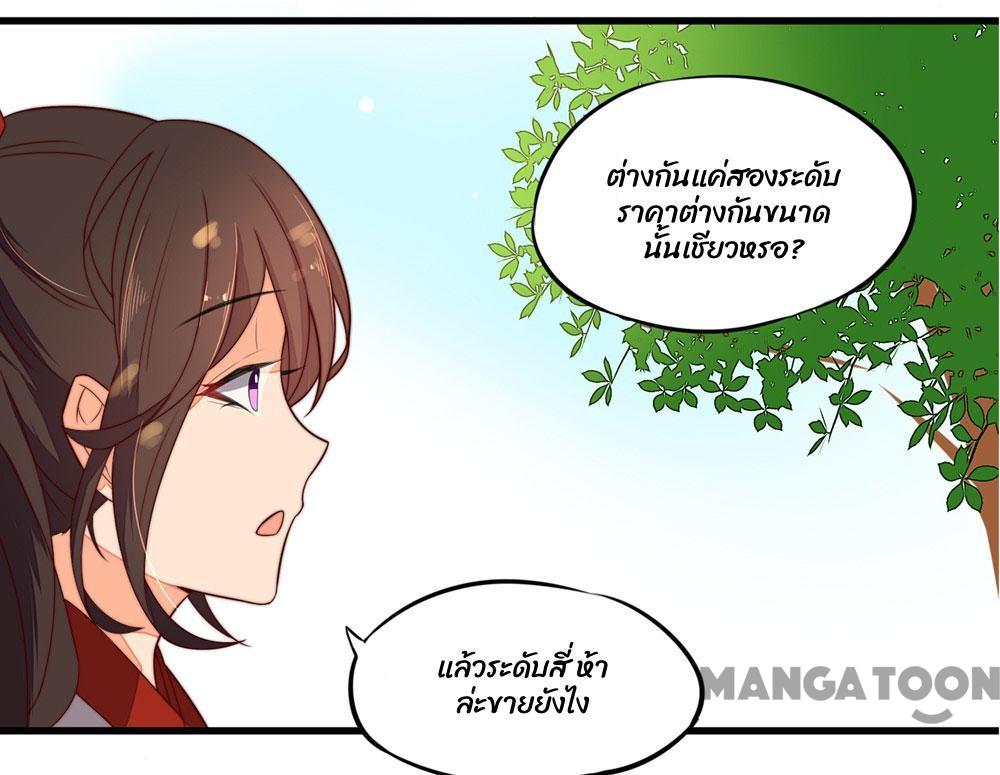 ต่างกันแค่สองระดับ
ราคาต่างกันขนาด
นั้นเชียวหรอ?
แล้วระดับสี่ ห้า
ล่ะขายยังไง
MANGATOON